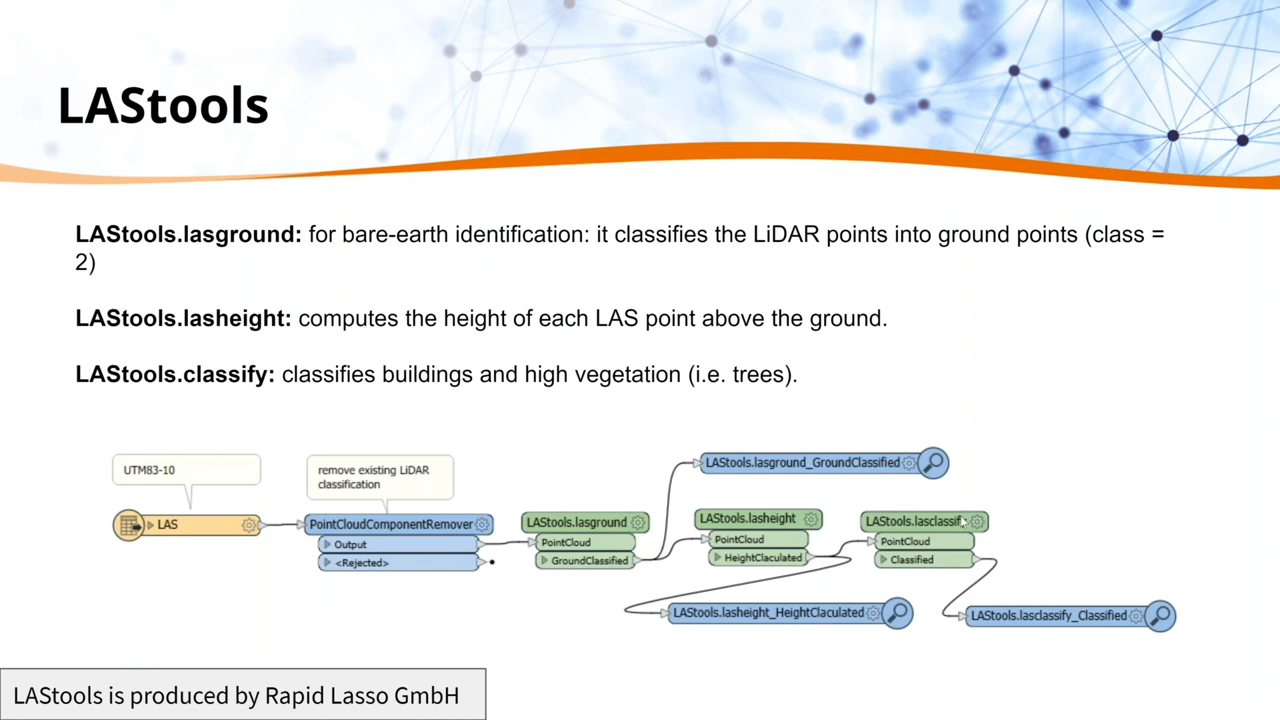 LAStools
LAStools.lasground: for bare-earth identification: it classifies the LiDAR points into ground points (class =
2)
LAStools.lasheight: computes the height of each LAS point above the ground.
LAStools.classify: classifies buildings and high vegetation (i.e. trees).
UTM83-10
LAS
remove existing LiDAR
classification
PointCloudComponentRemover
Output
<Rejected>
LAStools.lasground
PointCloud
GroundClassified
LAStools.lasground_GroundClassified
LAStools.lasheight
PointCloud
HeightClaculated
LAStools.lasheight_HeightClaculated
LAStools.lasclassify
PointCloud
Classified
LAStools.lasclassify_Classified
LAStools is produced by Rapid Lasso GmbH